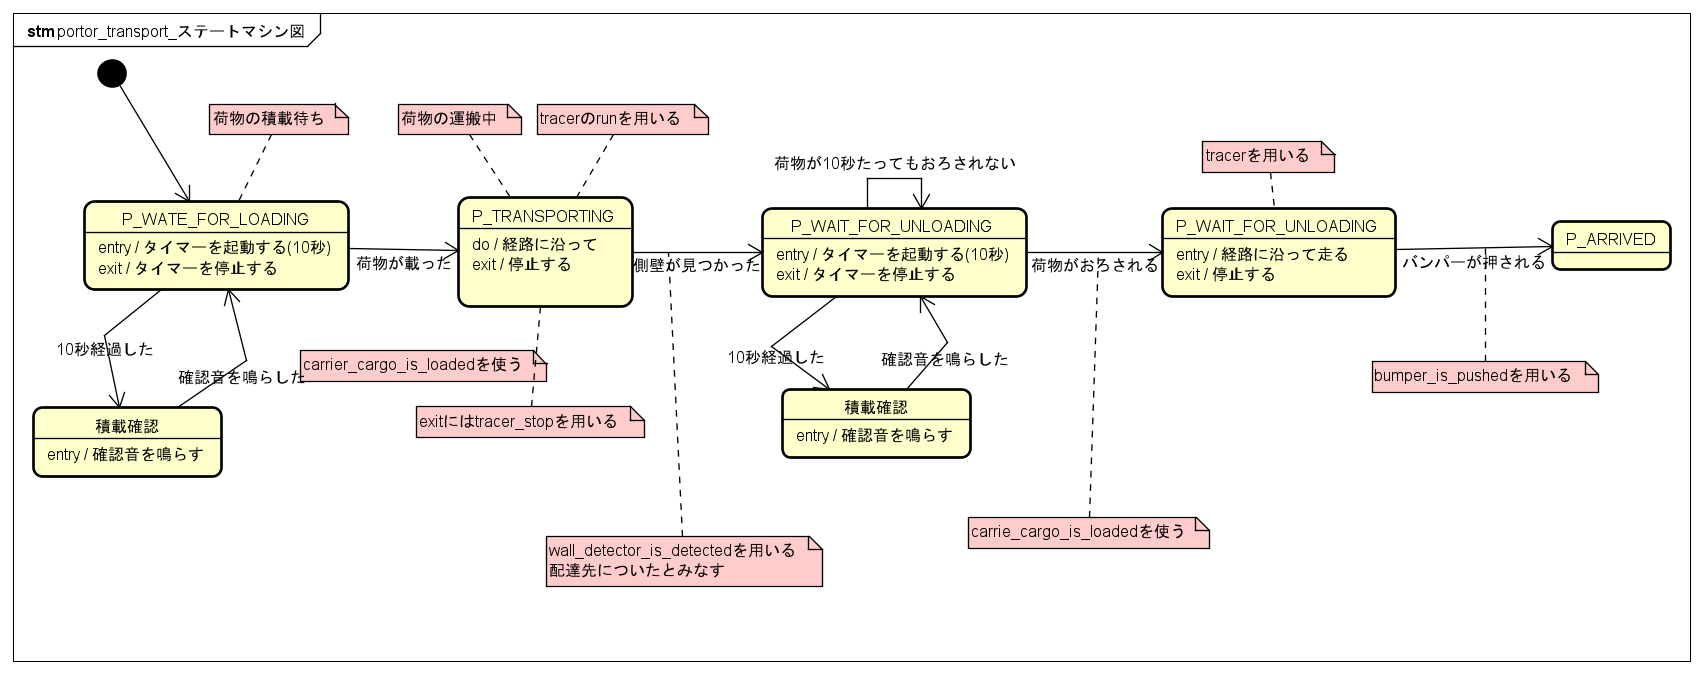 stm portor_transport_ステートマシン図
荷物の積載待ち
荷物の運搬中
tracerのrunを用いる
荷物が10秒たってもおろされない
tracerを用いる
P_WATE_FOR_LOADING
entry / タイマーを起動する(10秒)
exit / タイマーを停止する
荷物が載った
P_TRANSPORTING
do / 経路に沿って
exit / 停止する
側壁が見つかった
P_WAIT_FOR_UNLOADING
entry / タイマーを起動する(10秒)
exit / タイマーを停止する
荷物がおろされる
P_WAIT_FOR_UNLOADING
entry / 経路に沿って走る
exit / 停止する
バンパーが押される
P_ARRIVED
10秒経過した
確認音を鳴らした
carrier_cargo_is_loadedを使う
10秒経過した
確認音を鳴らした
bumper_is_pushedを用いる
積載確認
entry / 確認音を鳴らす
exitにはtracer_stopを用いる
積載確認
entry / 確認音を鳴らす
wall_detector_is_detectedを用いる
配達先についたとみなす
carrie_cargo_is_loadedを使う